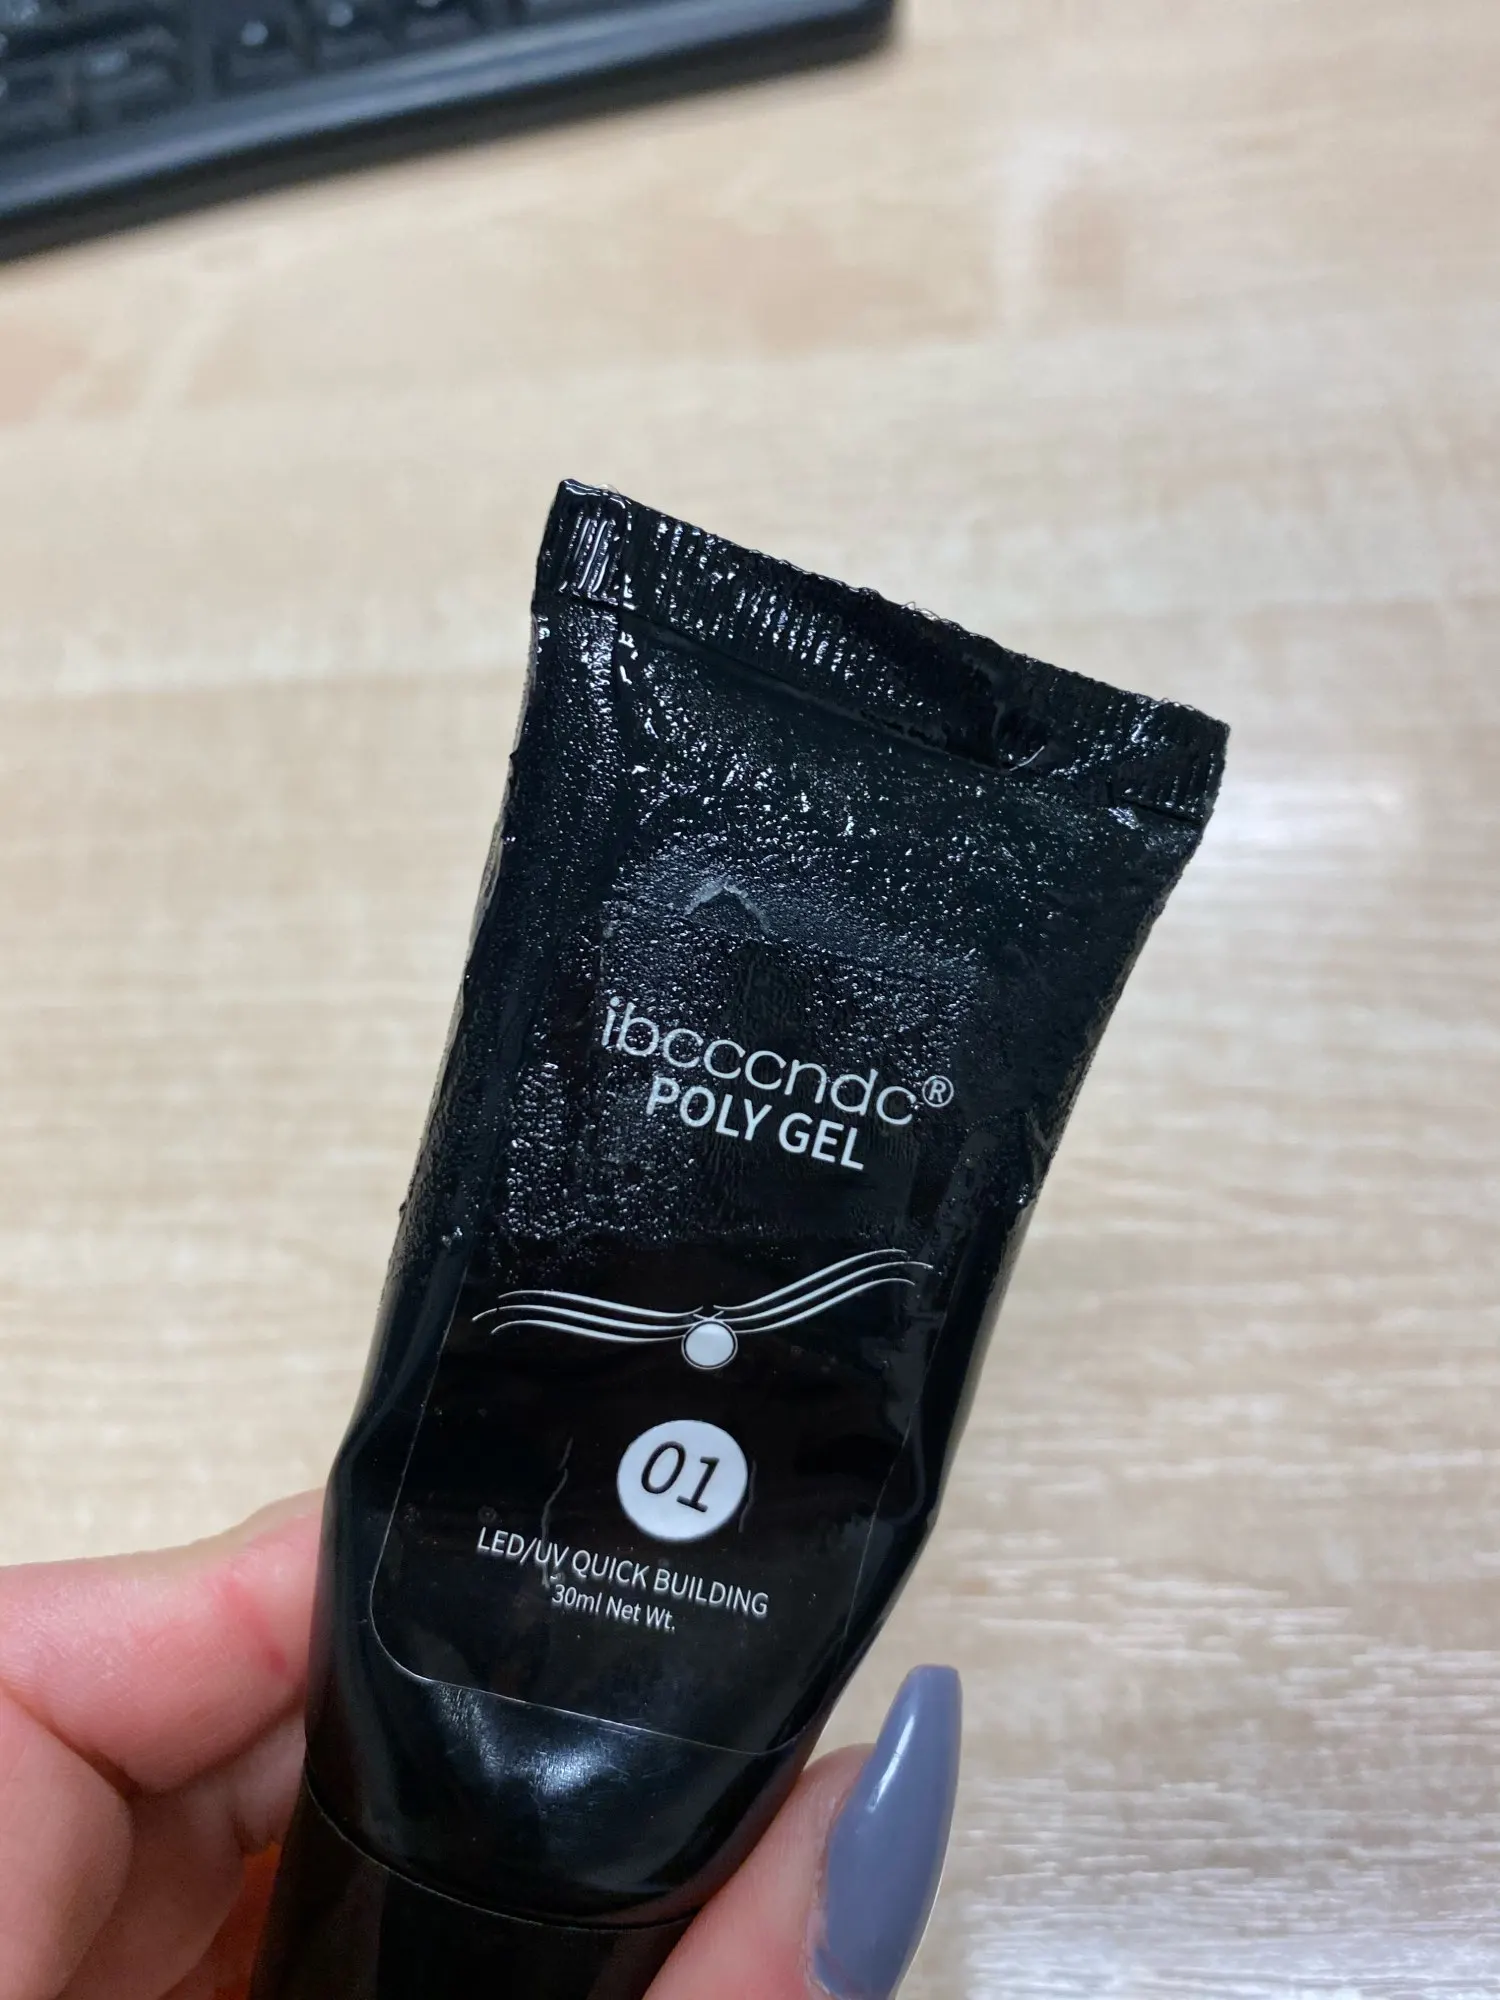 ibcccndc®
POLY GEL
01
LED/UV QUICK BUILDING
30ml Net Wt.